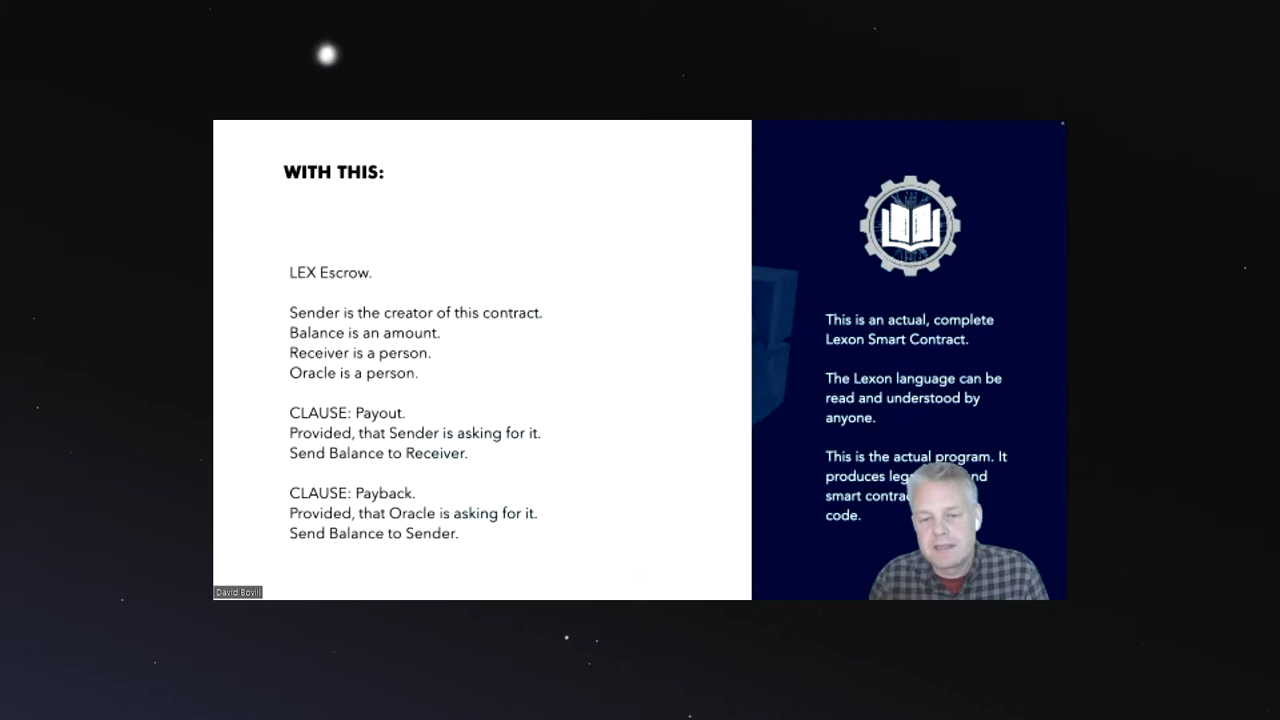 WITH THIS:
LEX Escrow.
Sender is the creator of this contract.
Balance is an amount.
Receiver is a person.
Oracle is a person.
CLAUSE: Payout.
Provided, that Sender is asking for it.
Send Balance to Receiver.
CLAUSE: Payback.
Provided, that Oracle is asking for it.
Send Balance to Sender.
This is an actual, complete
Lexon Smart Contract.
The Lexon language can be
read and understood by
anyone.
This is the actual program. It
produces
smart
code.
David Bovill